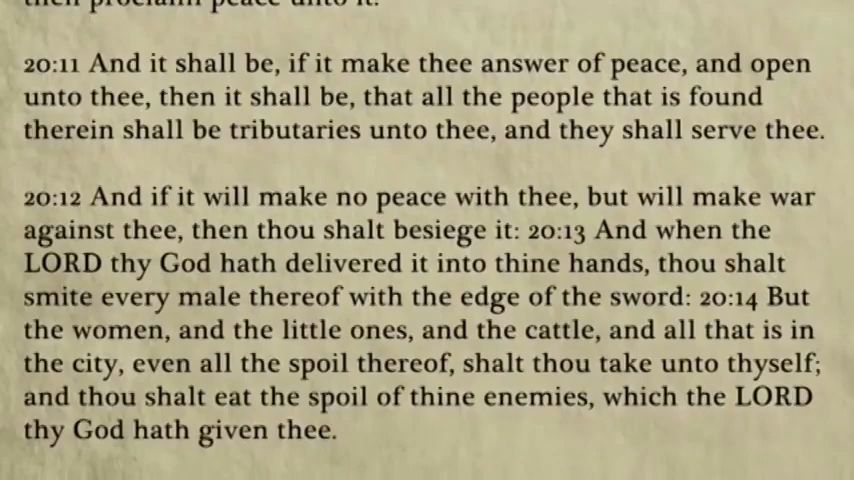 then proclaim peace unto it.
20:11 And it shall be, if it make thee answer of peace, and open
unto thee, then it shall be, that all the people that is found
therein shall be tributaries unto thee, and they shall serve thee.
20:12 And if it will make no peace with thee, but will make war
against thee, then thou shalt besiege it: 20:13 And when the
LORD thy God hath delivered it into thine hands, thou shalt
smite every male thereof with the edge of the sword: 20:14 But
the women, and the little ones, and the cattle, and all that is in
the city, even all the spoil thereof, shalt thou take unto thyself;
and thou shalt eat the spoil of thine enemies, which the LORD
thy God hath given thee.